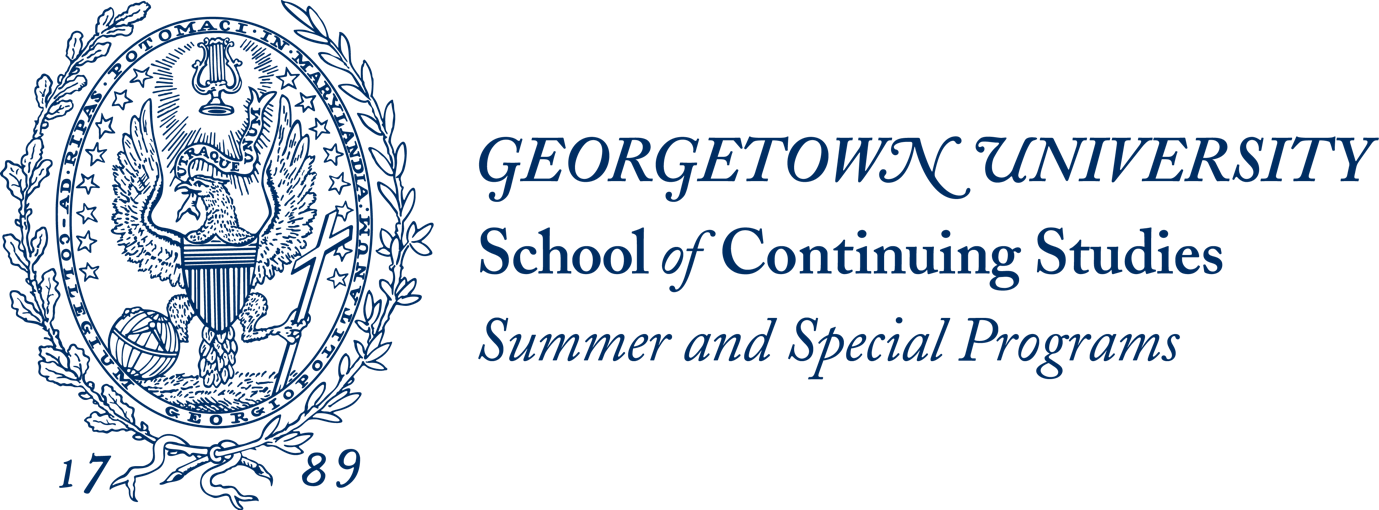 COLLEGIUM · GEORGIOPOLITANUM · AD · RIPAS · POTOMACI · IN · MARYLANDIA ·
UTRAQUE UNUM
17 89
GEORGETOWN UNIVERSITY
School of Continuing Studies
Summer and Special Programs